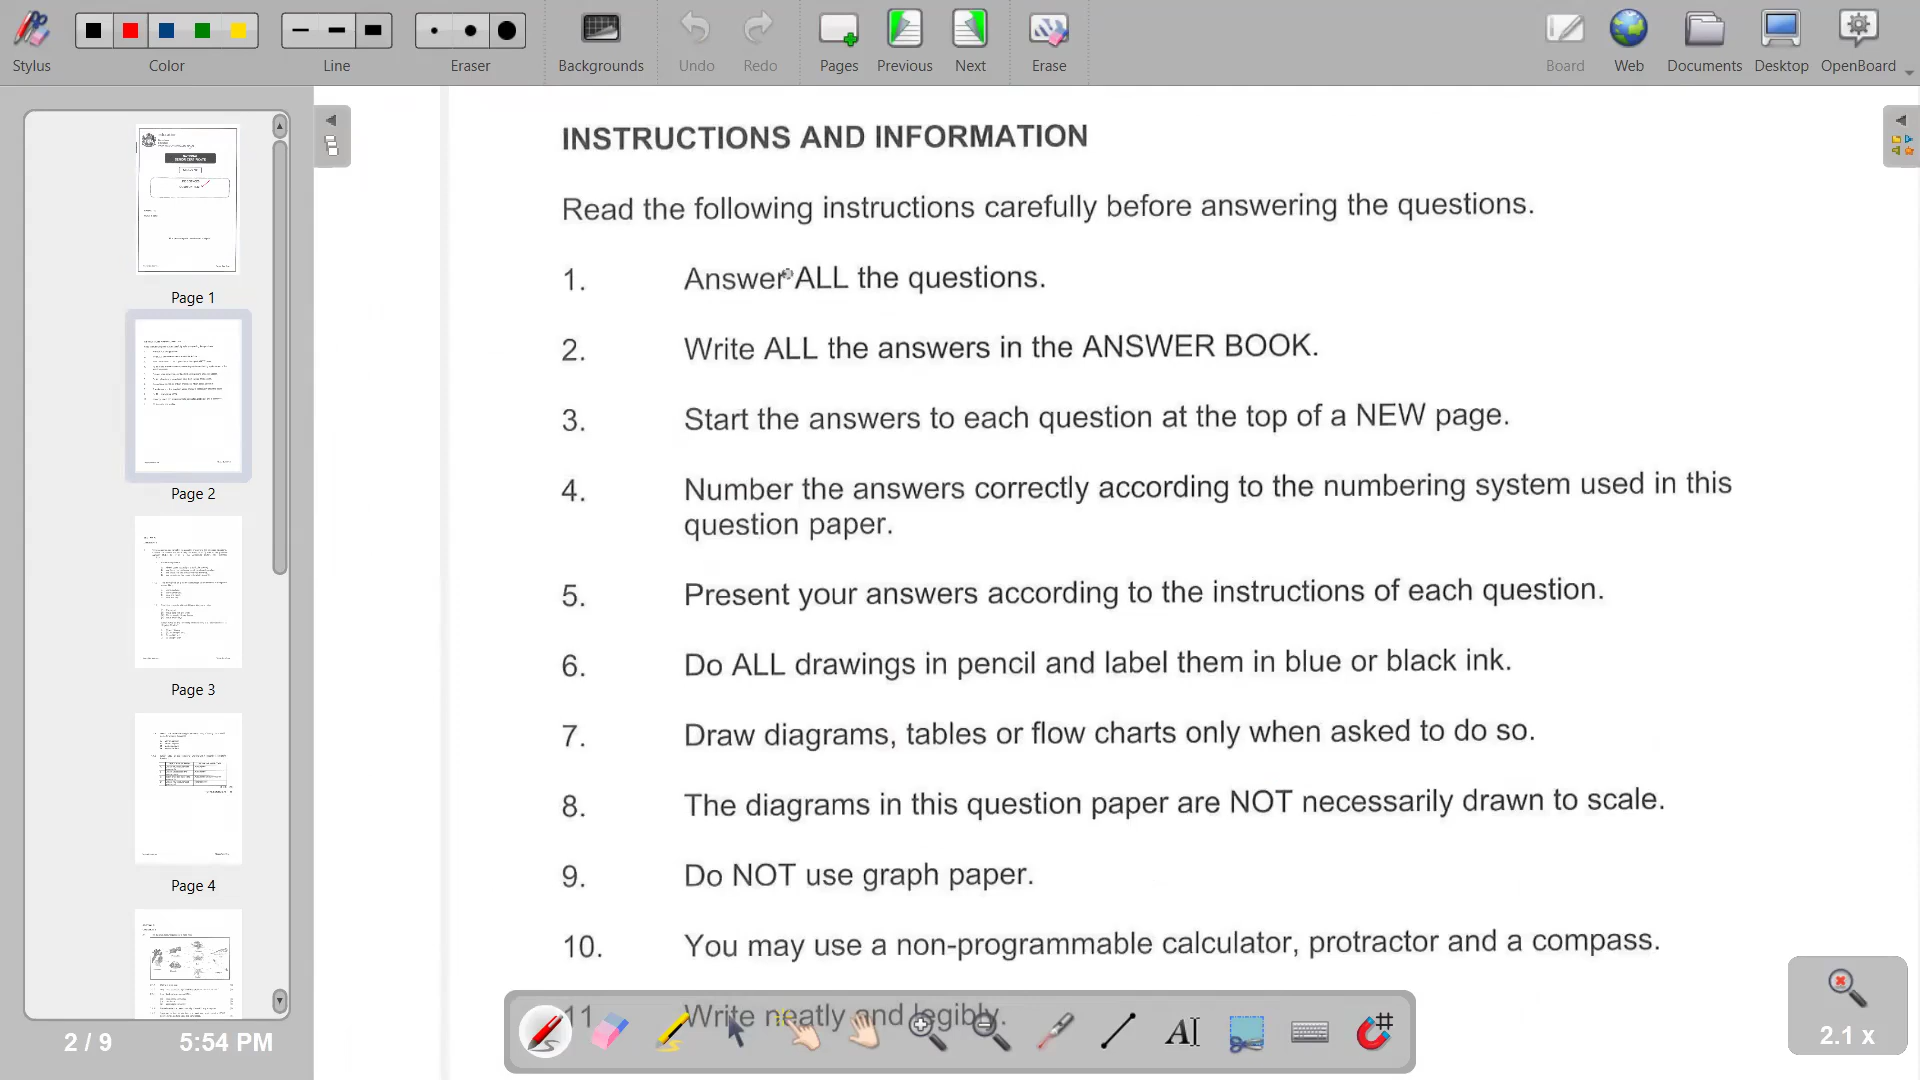 Stylus
Color
Line
Eraser
Backgrounds
Undo
Redo
Pages
Previous
Next
Erase
Board
Web
Documents
Desktop
OpenBoard
Page 1
Page 2
Page 3
Page 4
2 / 9
5:54 PM
INSTRUCTIONS AND INFORMATION
Read the following instructions carefully before answering the questions.
1. Answer ALL the questions.
2. Write ALL the answers in the ANSWER BOOK.
3. Start the answers to each question at the top of a NEW page.
4. Number the answers correctly according to the numbering system used in this
question paper.
5. Present your answers according to the instructions of each question.
6. Do ALL drawings in pencil and label them in blue or black ink.
7. Draw diagrams, tables or flow charts only when asked to do so.
8. The diagrams in this question paper are NOT necessarily drawn to scale.
9. Do NOT use graph paper.
10. You may use a non-programmable calculator, protractor and a compass.
11. Write neatly and legibly.
AI
2.1 x